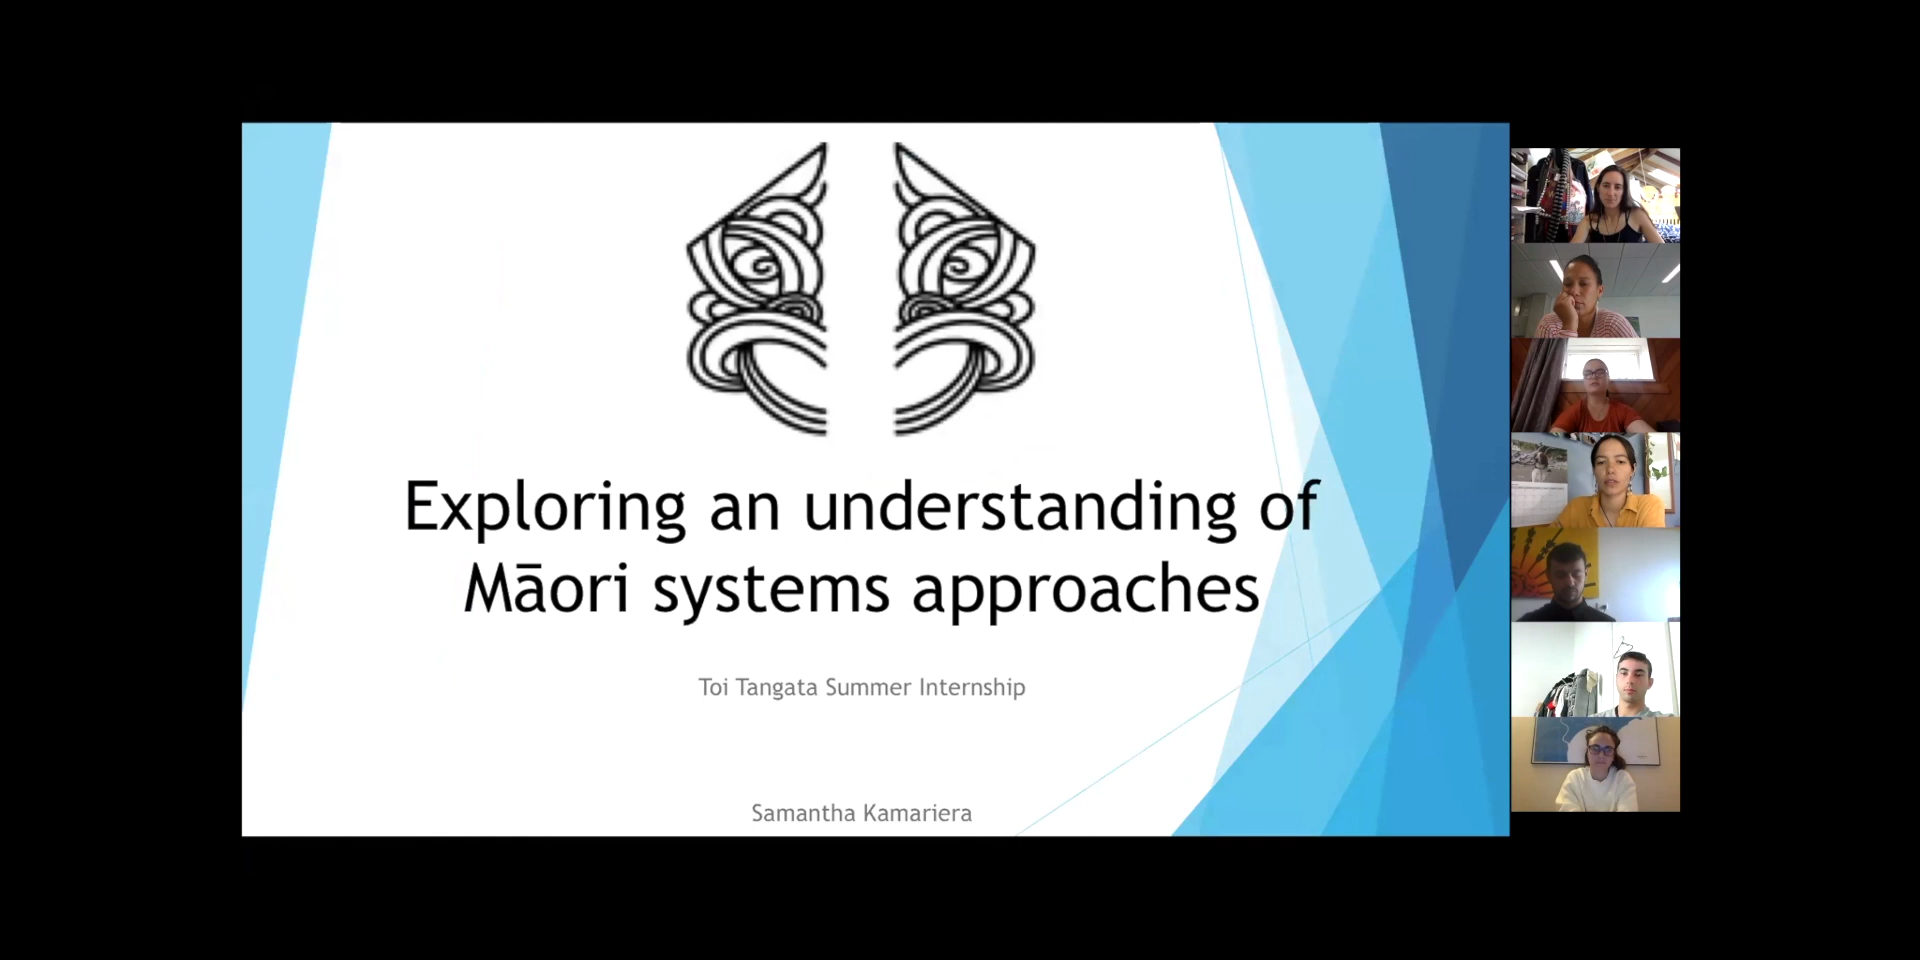 Exploring an understanding of
Māori systems approaches
Toi Tangata Summer Internship
Samantha Kamariera